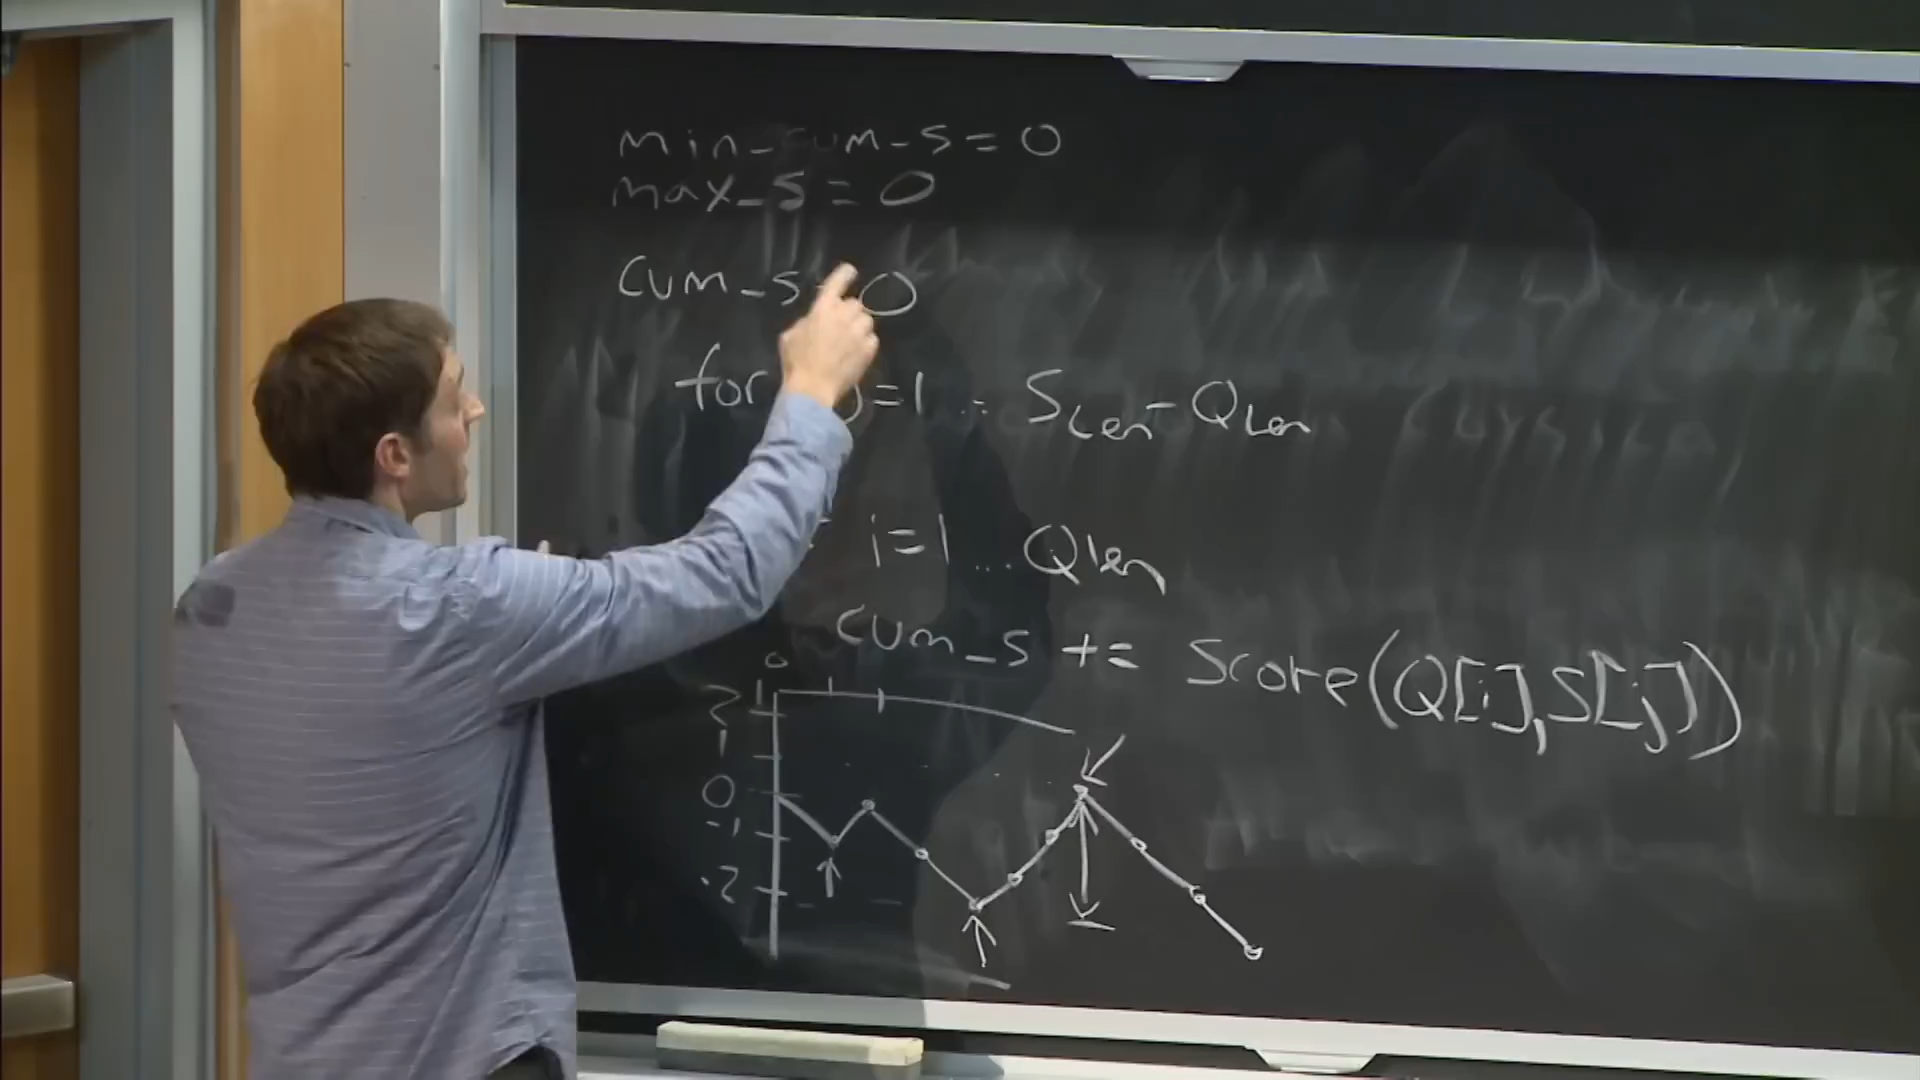 min_cum_s=0
max_s=0
cum_s=0
for j=1 .. Slen-Qlen
i=1 ... Qlen
cum_s += Score(Q[i],S[j])
0
2
1
0
-1
-2